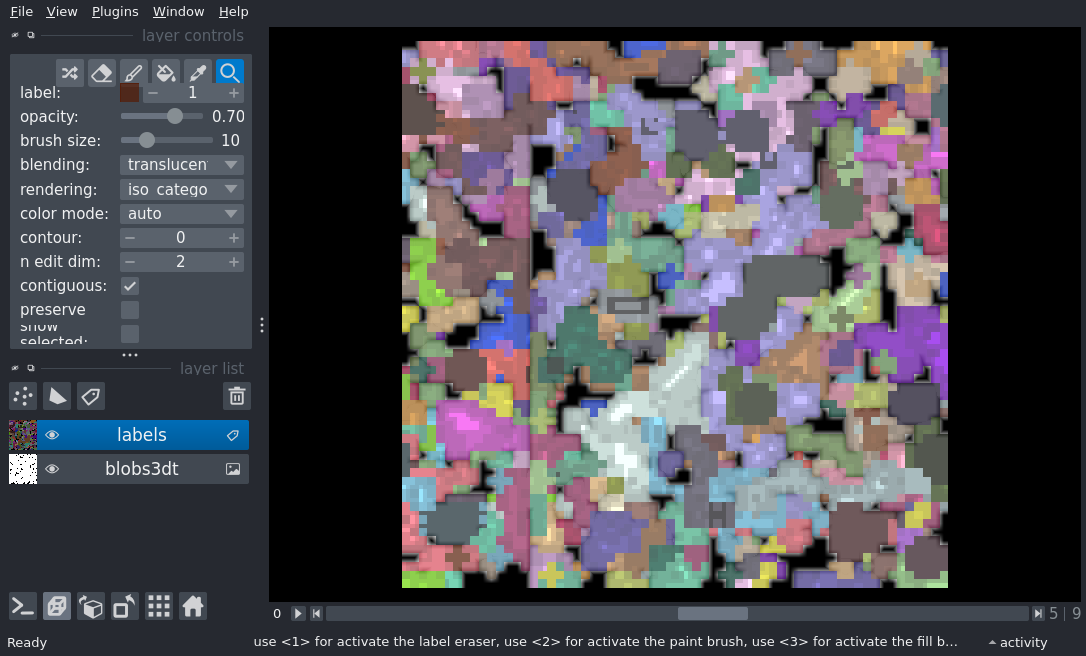 File View Plugins Window Help
layer controls
label: 1
opacity: 0.70
brush size: 10
blending: translucen
rendering: iso_catego
color mode: auto
contour: 0
n edit dim: 2
contiguous:
preserve
show
selected:
layer list
labels
blobs3dt
0 5 | 9
Ready use <1> for activate the label eraser, use <2> for activate the paint brush, use <3> for activate the fill b... activity